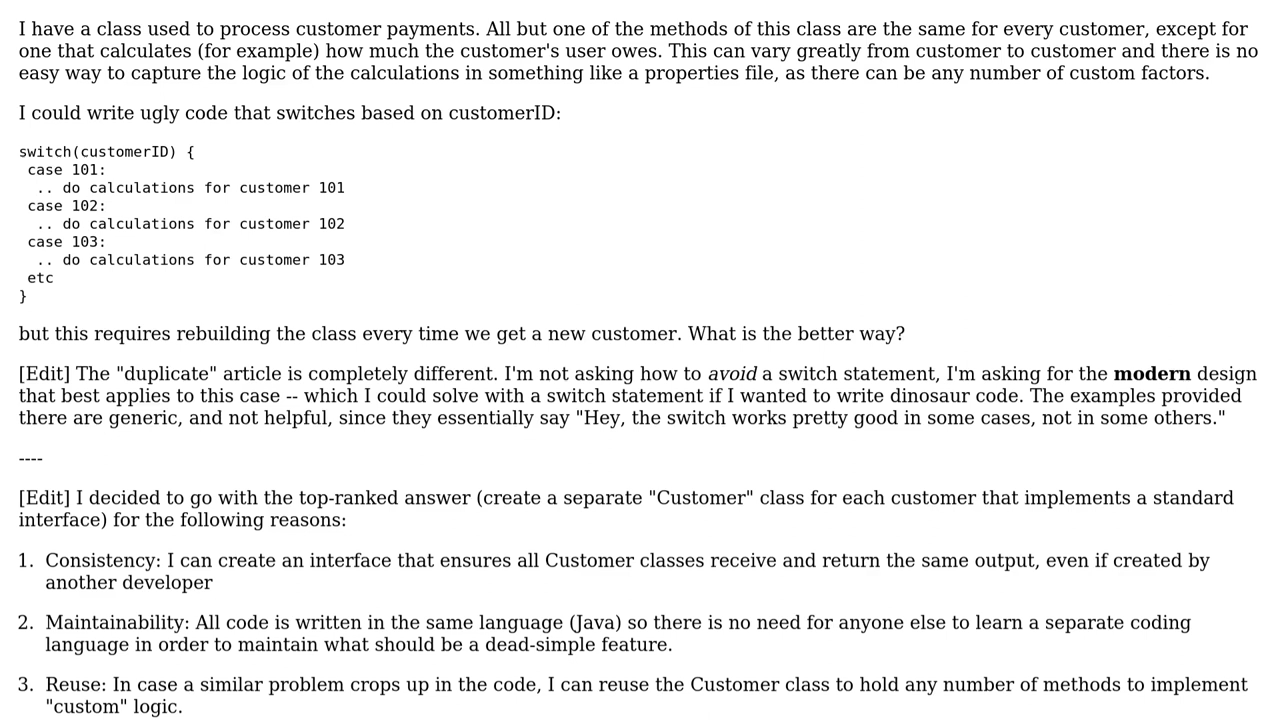 I have a class used to process customer payments. All but one of the methods of this class are the same for every customer, except for
one that calculates (for example) how much the customer's user owes. This can vary greatly from customer to customer and there is no
easy way to capture the logic of the calculations in something like a properties file, as there can be any number of custom factors.
I could write ugly code that switches based on customerID:
switch(customerID) {
 case 101:
  .. do calculations for customer 101
 case 102:
  .. do calculations for customer 102
 case 103:
  .. do calculations for customer 103
 etc
}
but this requires rebuilding the class every time we get a new customer. What is the better way?
[Edit] The "duplicate" article is completely different. I'm not asking how to avoid a switch statement, I'm asking for the modern design
that best applies to this case -- which I could solve with a switch statement if I wanted to write dinosaur code. The examples provided
there are generic, and not helpful, since they essentially say "Hey, the switch works pretty good in some cases, not in some others."
----
[Edit] I decided to go with the top-ranked answer (create a separate "Customer" class for each customer that implements a standard
interface) for the following reasons:
1. Consistency: I can create an interface that ensures all Customer classes receive and return the same output, even if created by
another developer
2. Maintainability: All code is written in the same language (Java) so there is no need for anyone else to learn a separate coding
language in order to maintain what should be a dead-simple feature.
3. Reuse: In case a similar problem crops up in the code, I can reuse the Customer class to hold any number of methods to implement
"custom" logic.